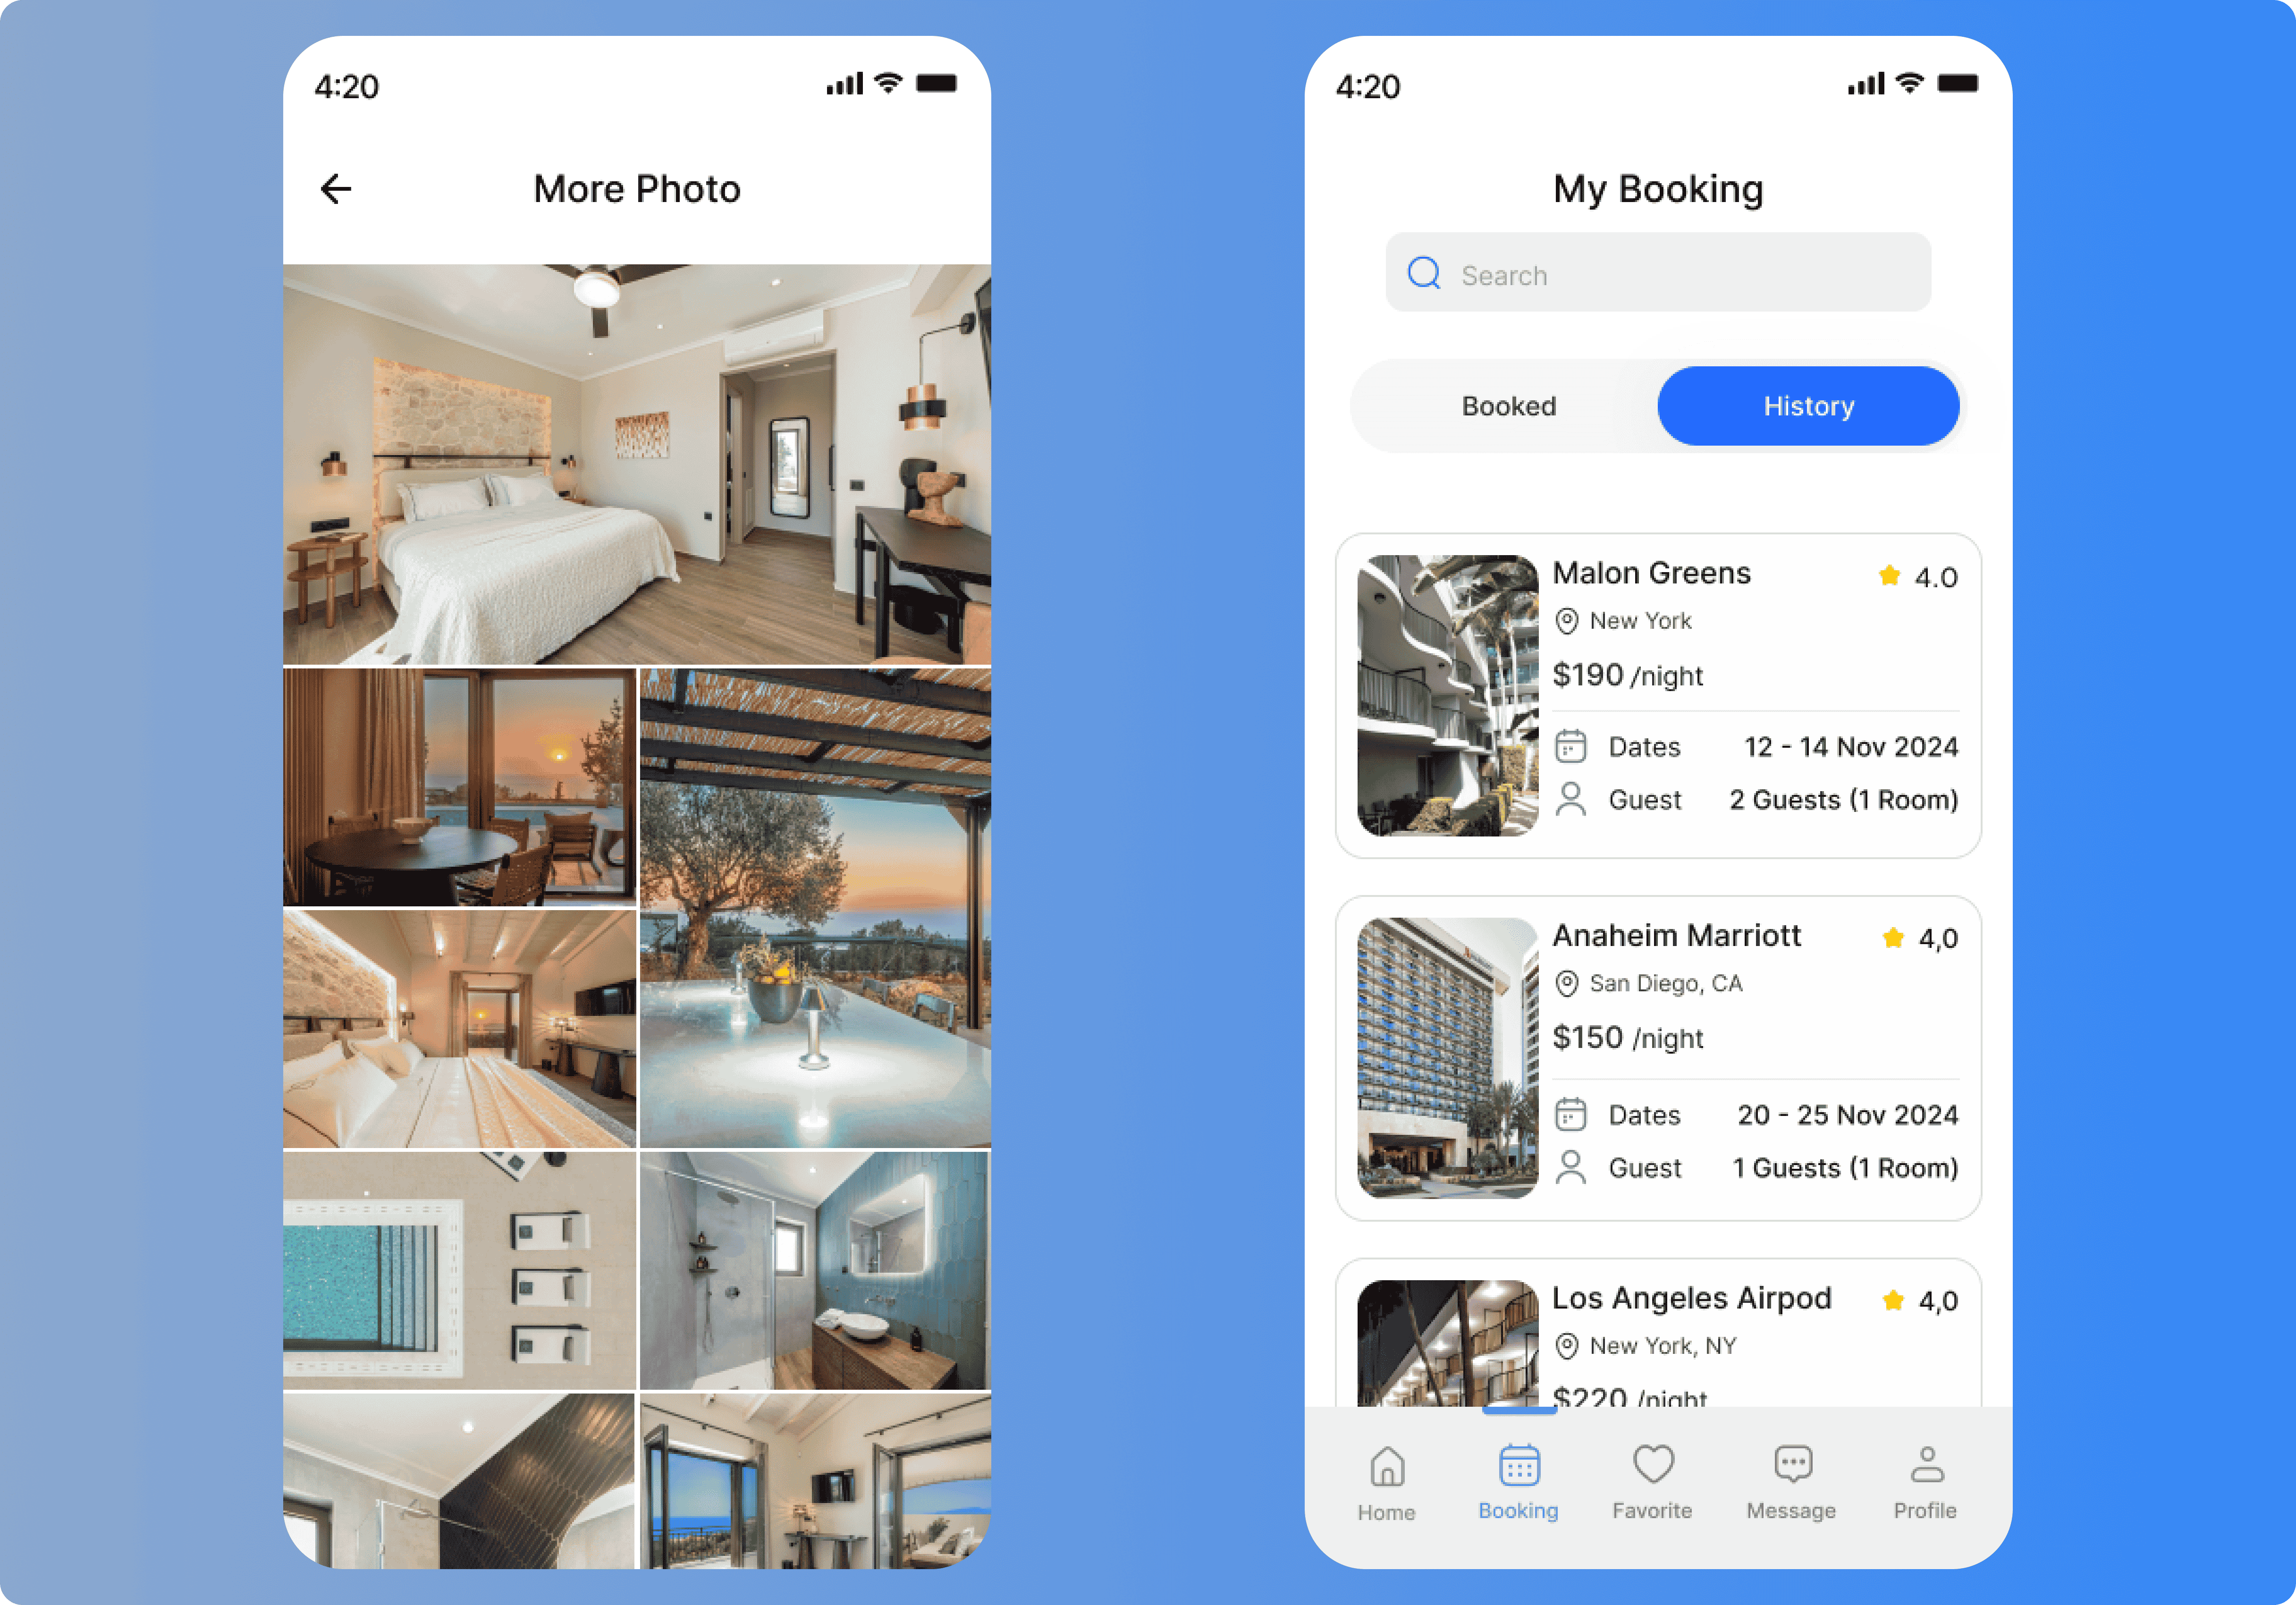 4:20
More Photo
4:20
My Booking
Search
Booked
History
Malon Greens
4.0
New York
$190 /night
Dates
12 - 14 Nov 2024
Guest
2 Guests (1 Room)
Anaheim Marriott
4,0
San Diego, CA
$150 /night
Dates
20 - 25 Nov 2024
Guest
1 Guests (1 Room)
Los Angeles Airpod
4,0
New York, NY
$220 /night
Home
Booking
Favorite
Message
Profile